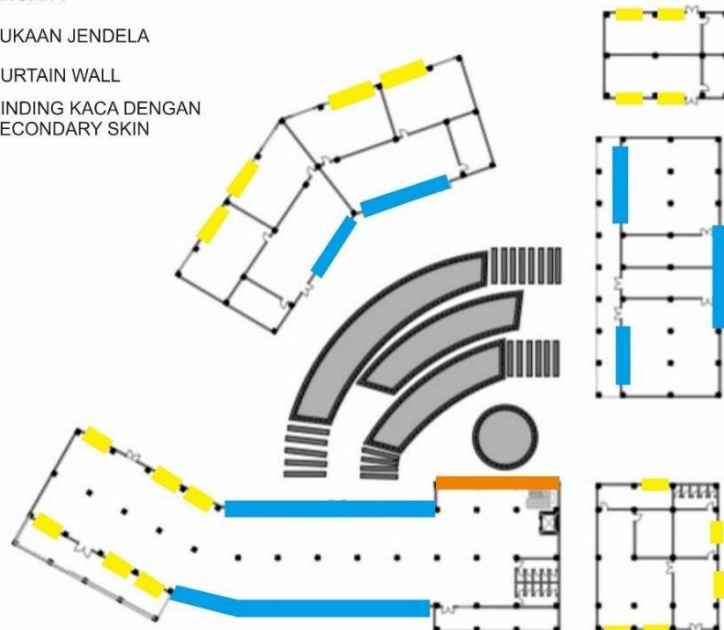 UKAAN JENDELA
URTAIN WALL
INDING KACA DENGAN
ECONDARY SKIN